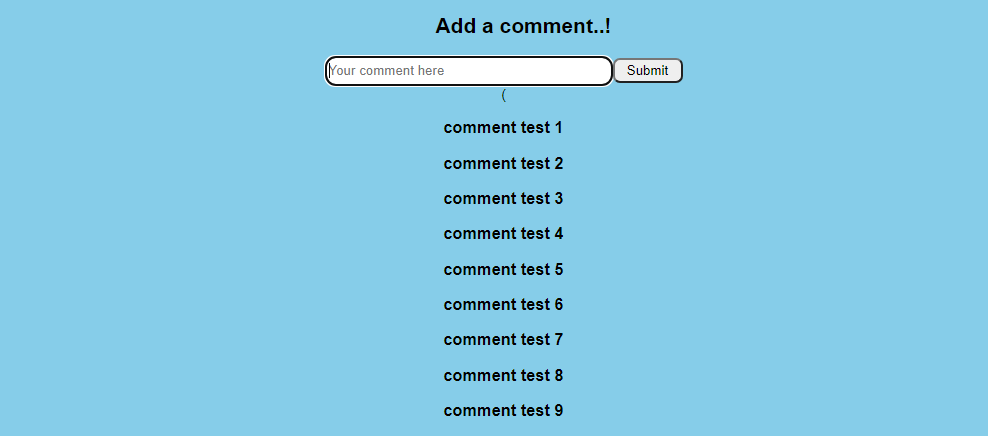 Add a comment..!
Your comment here Submit
(
comment test 1
comment test 2
comment test 3
comment test 4
comment test 5
comment test 6
comment test 7
comment test 8
comment test 9